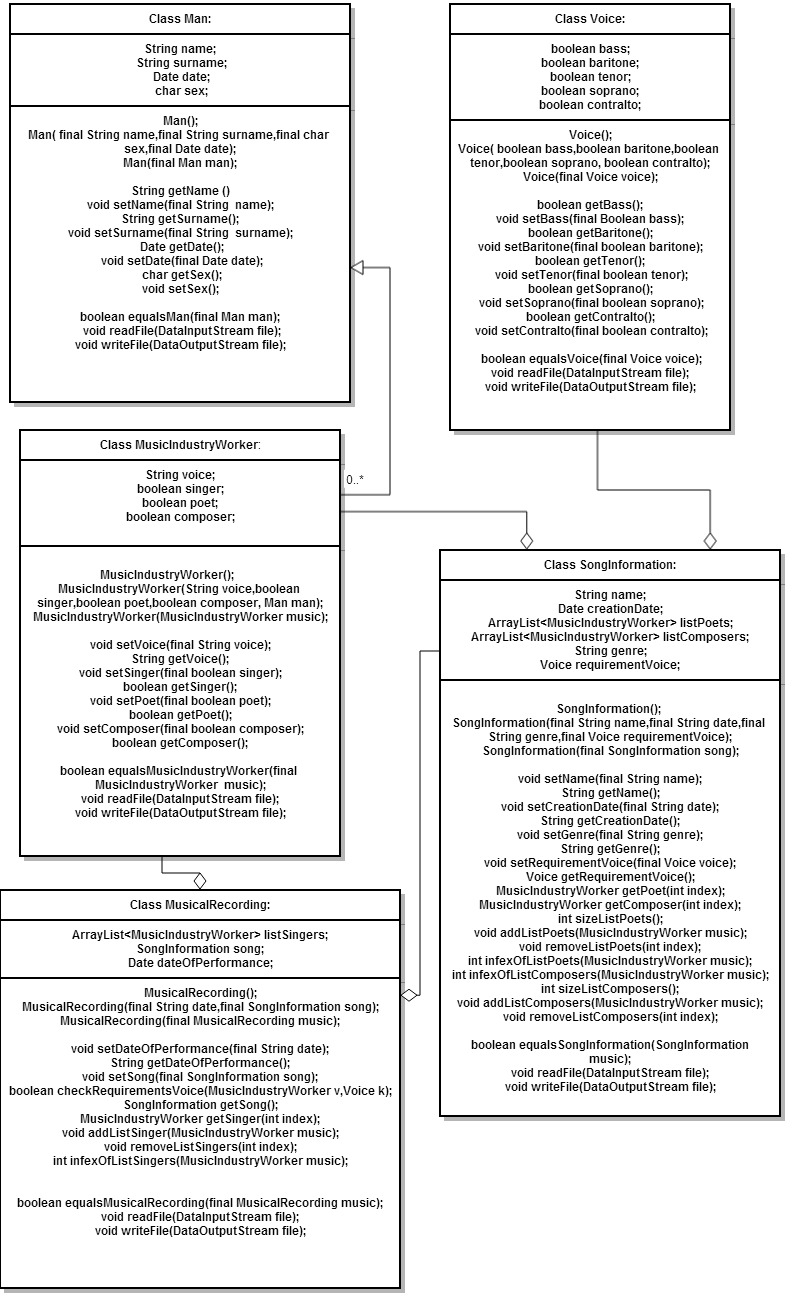 Class Man:
String name;
String surname;
Date date;
char sex;
Man();
Man( final String name,final String surname,final char
sex,final Date date);
Man(final Man man);
String getName ()
void setName(final String  name);
String getSurname();
void setSurname(final String  surname);
Date getDate();
void setDate(final Date date);
char getSex();
void setSex();
boolean equalsMan(final Man man);
void readFile(DataInputStream file);
void writeFile(DataOutputStream file);
Class Voice:
boolean bass;
boolean baritone;
boolean tenor;
boolean soprano;
boolean contralto;
Voice();
Voice( boolean bass,boolean baritone,boolean
tenor,boolean soprano, boolean contralto);
Voice(final Voice voice);
boolean getBass();
void setBass(final Boolean bass);
boolean getBaritone();
void setBaritone(final boolean baritone);
boolean getTenor();
void setTenor(final boolean tenor);
boolean getSoprano();
void setSoprano(final boolean soprano);
boolean getContralto();
void setContralto(final boolean contralto);
boolean equalsVoice(final Voice voice);
void readFile(DataInputStream file);
void writeFile(DataOutputStream file);
Class MusicIndustryWorker:
String voice;
boolean singer;
boolean poet;
boolean composer;
MusicIndustryWorker();
MusicIndustryWorker(String voice,boolean
singer,boolean poet,boolean composer, Man man);
MusicIndustryWorker(MusicIndustryWorker music);
void setVoice(final String voice);
String getVoice();
void setSinger(final boolean singer);
boolean getSinger();
void setPoet(final boolean poet);
boolean getPoet();
void setComposer(final boolean composer);
boolean getComposer();
boolean equalsMusicIndustryWorker(final
MusicIndustryWorker  music);
void readFile(DataInputStream file);
void writeFile(DataOutputStream file);
0..*
Class SongInformation:
String name;
Date creationDate;
ArrayList<MusicIndustryWorker> listPoets;
ArrayList<MusicIndustryWorker> listComposers;
String genre;
Voice requirementVoice;
SongInformation();
SongInformation(final String name,final String date,final
String genre,final Voice requirementVoice);
SongInformation(final SongInformation song);
void setName(final String name);
String getName();
void setCreationDate(final String date);
String getCreationDate();
void setGenre(final String genre);
String getGenre();
void setRequirementVoice(final Voice voice);
Voice getRequirementVoice();
MusicIndustryWorker getPoet(int index);
MusicIndustryWorker getComposer(int index);
int sizeListPoets();
void addListPoets(MusicIndustryWorker music);
void removeListPoets(int index);
int infexOfListPoets(MusicIndustryWorker music);
int infexOfListComposers(MusicIndustryWorker music);
int sizeListComposers();
void addListComposers(MusicIndustryWorker music);
void removeListComposers(int index);
boolean equalsSongInformation(SongInformation
music);
void readFile(DataInputStream file);
void writeFile(DataOutputStream file);
Class MusicalRecording:
ArrayList<MusicIndustryWorker> listSingers;
SongInformation song;
Date dateOfPerformance;
MusicalRecording();
MusicalRecording(final String date,final SongInformation song);
MusicalRecording(final MusicalRecording music);
void setDateOfPerformance(final String date);
String getDateOfPerformance();
void setSong(final SongInformation song);
boolean checkRequirementsVoice(MusicIndustryWorker v,Voice k);
SongInformation getSong();
MusicIndustryWorker getSinger(int index);
void addListSinger(MusicIndustryWorker music);
void removeListSingers(int index);
int infexOfListSingers(MusicIndustryWorker music);
boolean equalsMusicalRecording(final MusicalRecording music);
void readFile(DataInputStream file);
void writeFile(DataOutputStream file);